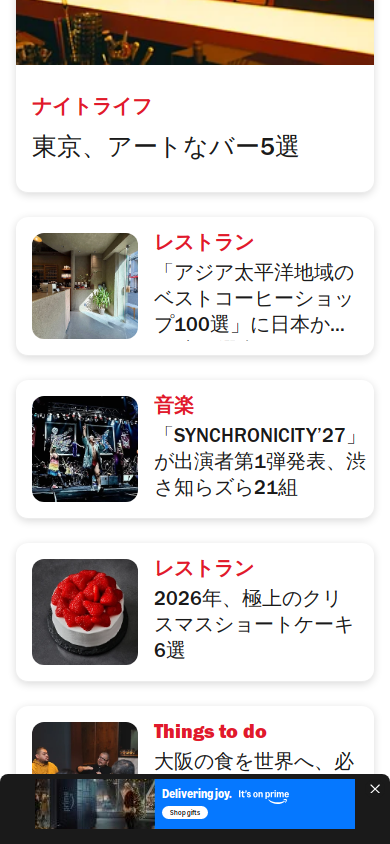 ナイトライフ
東京、アートなバー5選
レストラン
「アジア太平洋地域の
ベストコーヒーショッ
プ100選」に日本か...
音楽
「SYNCHRONICITY’27」
が出演者第1弾発表、渋
さ知らズら21組
レストラン
2026年、極上のクリ
スマスショートケーキ
6選
Things to do
大阪の食を世界へ、必
prime
Delivering joy. It's on prime
Shop gifts